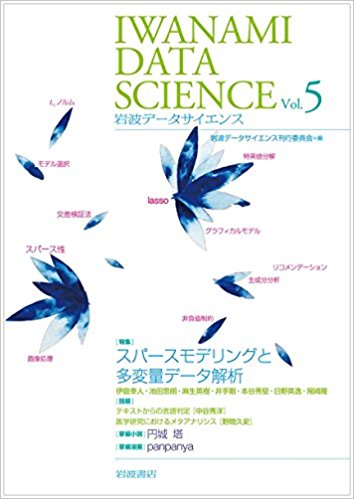 IWANAMI
DATA
SCIENCE Vol. 5
岩波データサイエンス
岩波データサイエンス刊行委員会=編
L₁ノルム
特異値分解
モデル選択
lasso
交差検証法
グラフィカルモデル
スパース性
リコメンデーション
主成分分析
非負値制約
画像処理
[特集]
スパースモデリングと
多変量データ解析
伊庭幸人・池田思朗・麻生英樹・井手剛・本谷秀堅・日野英逸・尾崎隆
[話題]
テキストからの言語判定 [中谷秀洋]
医学研究におけるメタアナリシス [野間久史]
[掌編小説] 円城 塔
[掌編漫画] panpanya
岩波書店